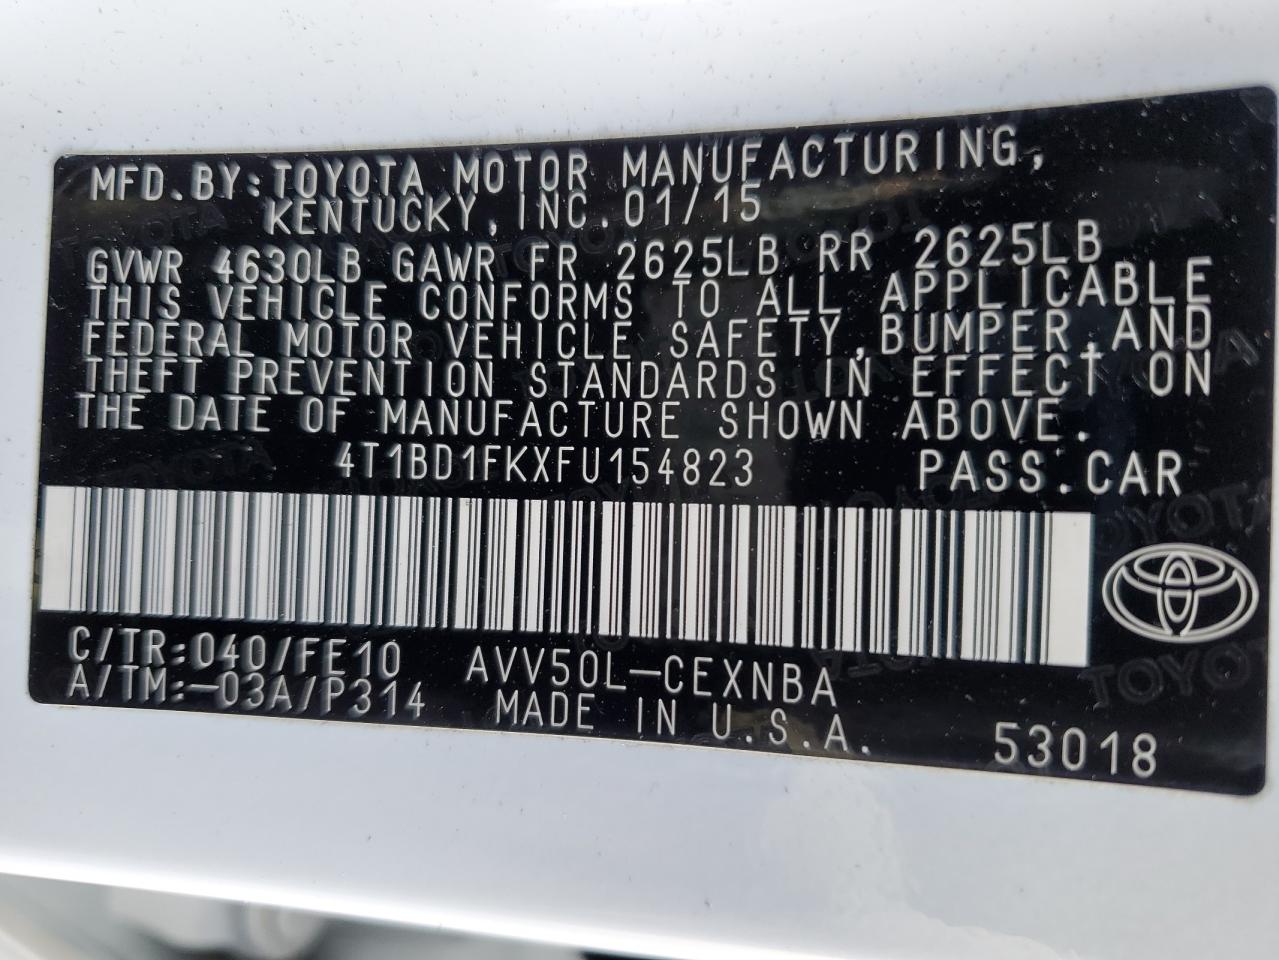 MFD.BY:TOYOTA MOTOR MANUFACTURING,
KENTUCKY, INC. 01/15
GVWR 4630LB GAWR FR 2625LB RR 2625LB
THIS VEHICLE CONFORMS TO ALL APPLICABLE
FEDERAL MOTOR VEHICLE SAFETY,BUMPER,AND
THEFT PREVENTION STANDARDS IN EFFECT ON
THE DATE OF MANUFACTURE SHOWN ABOVE.
4T1BD1FKXFU154823 PASS.CAR
C/TR:040/FE10 AVV50L-CEXNBA
A/TM:-03A/P314 MADE IN U.S.A. 53018